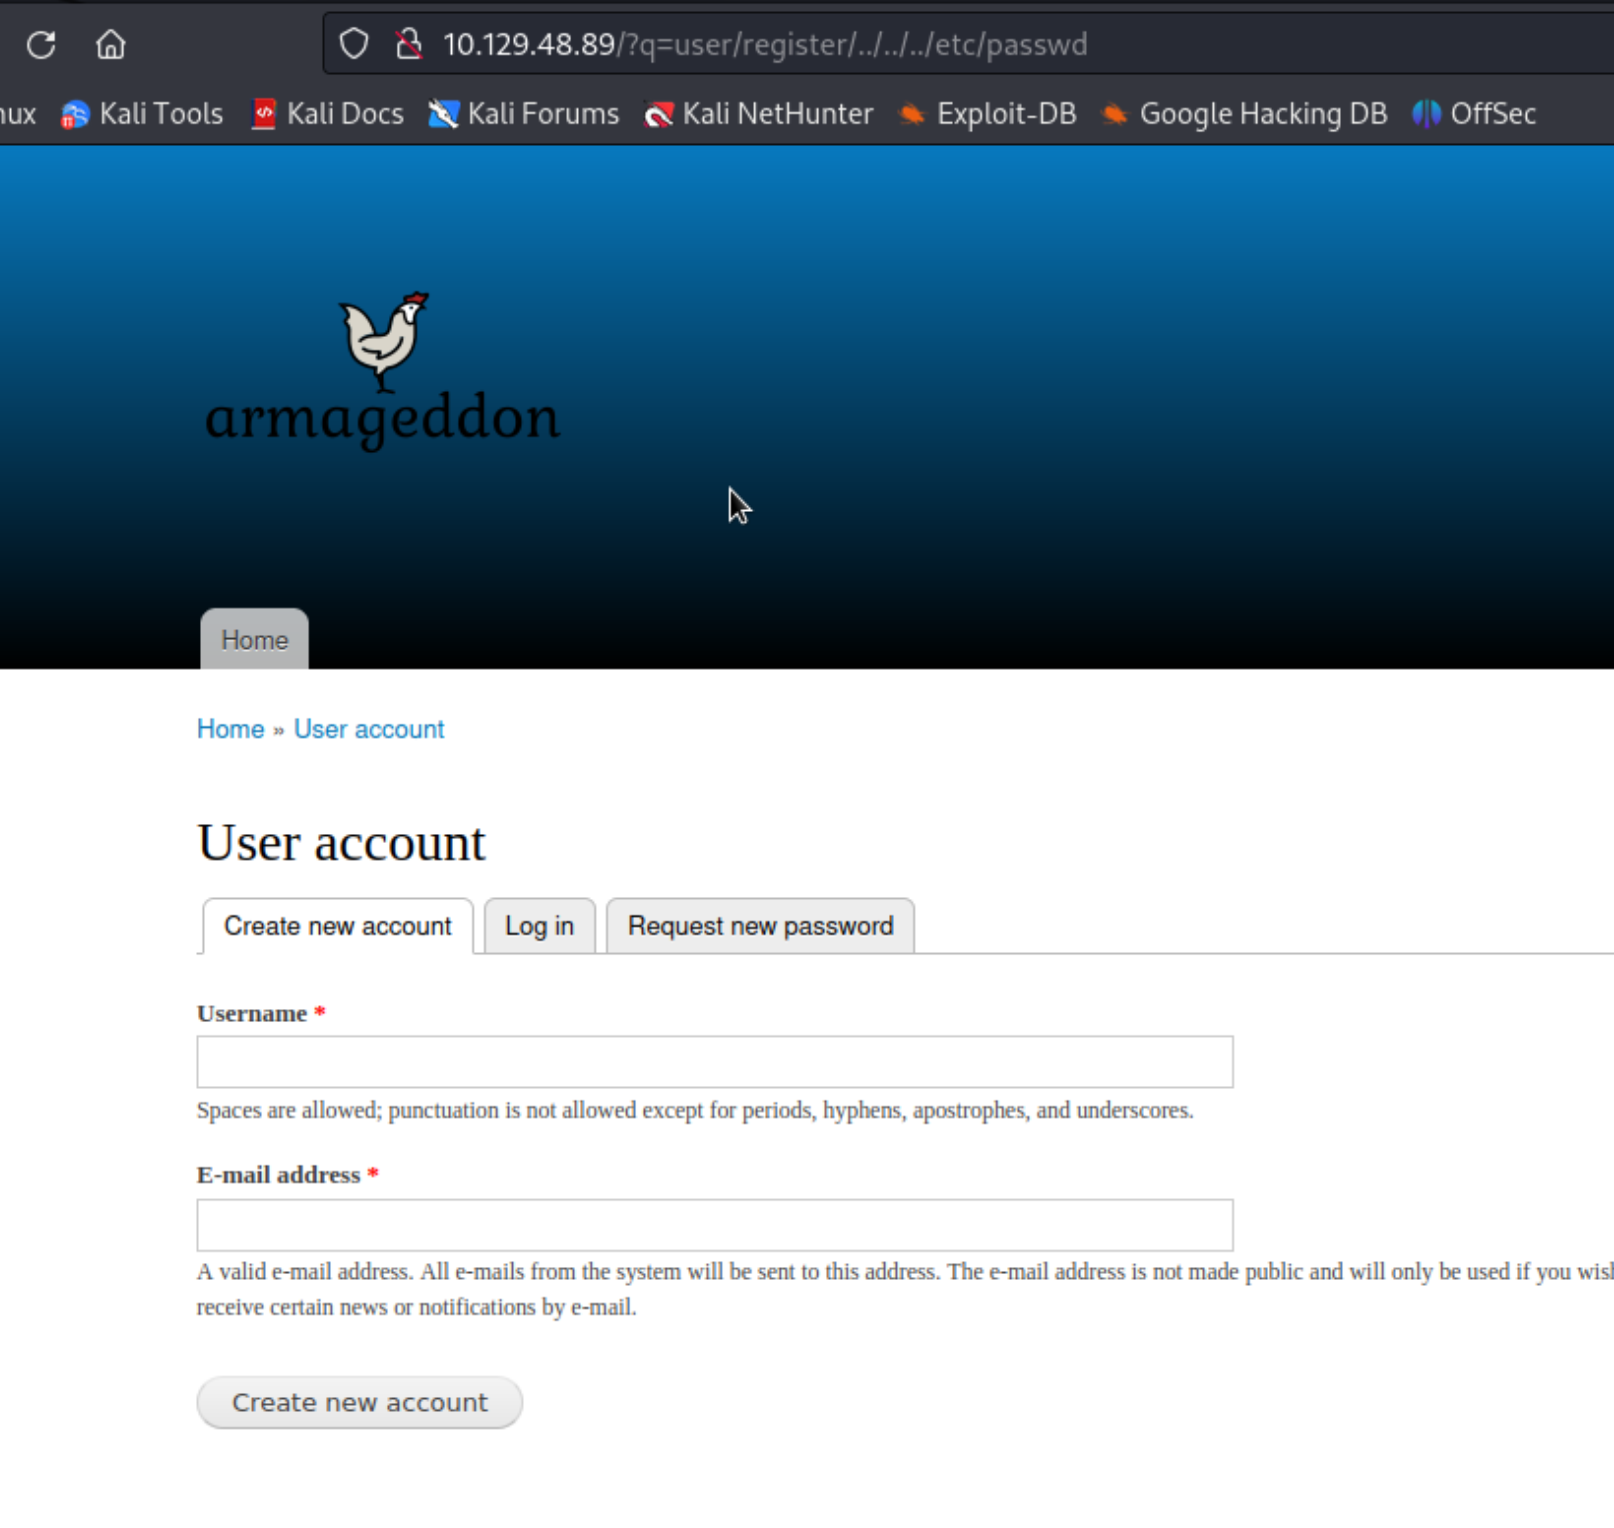 10.129.48.89/?q=user/register/../../../etc/passwd
nux Kali Tools Kali Docs Kali Forums Kali NetHunter Exploit-DB Google Hacking DB OffSec
armageddon
Home
Home » User account
User account
Create new account Log in Request new password
Username *
Spaces are allowed; punctuation is not allowed except for periods, hyphens, apostrophes, and underscores.
E-mail address *
A valid e-mail address. All e-mails from the system will be sent to this address. The e-mail address is not made public and will only be used if you wish
receive certain news or notifications by e-mail.
Create new account